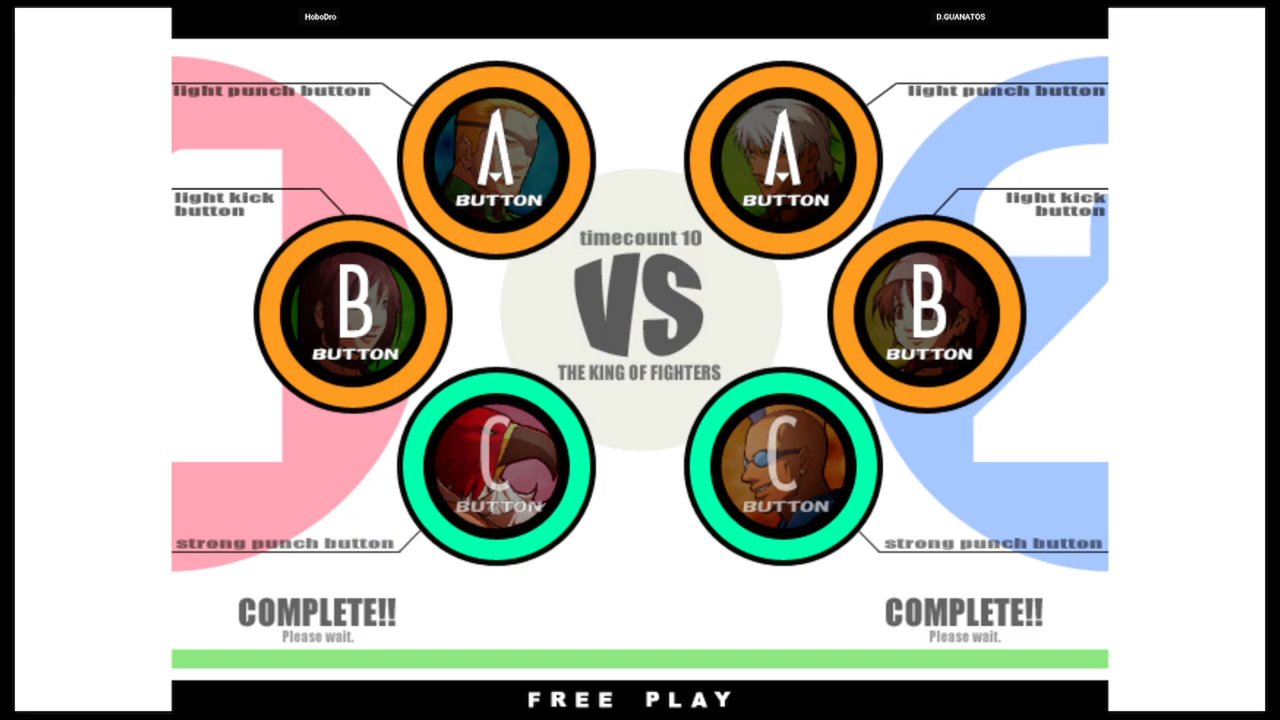 HoboDro
D.GUANATOS
light punch button
light punch button
A
BUTTON
A
BUTTON
light kick
button
light kick
button
timecount 10
VS
THE KING OF FIGHTERS
B
BUTTON
B
BUTTON
C
BUTTON
C
BUTTON
strong punch button
strong punch button
COMPLETE!!
Please wait.
COMPLETE!!
Please wait.
FREE PLAY